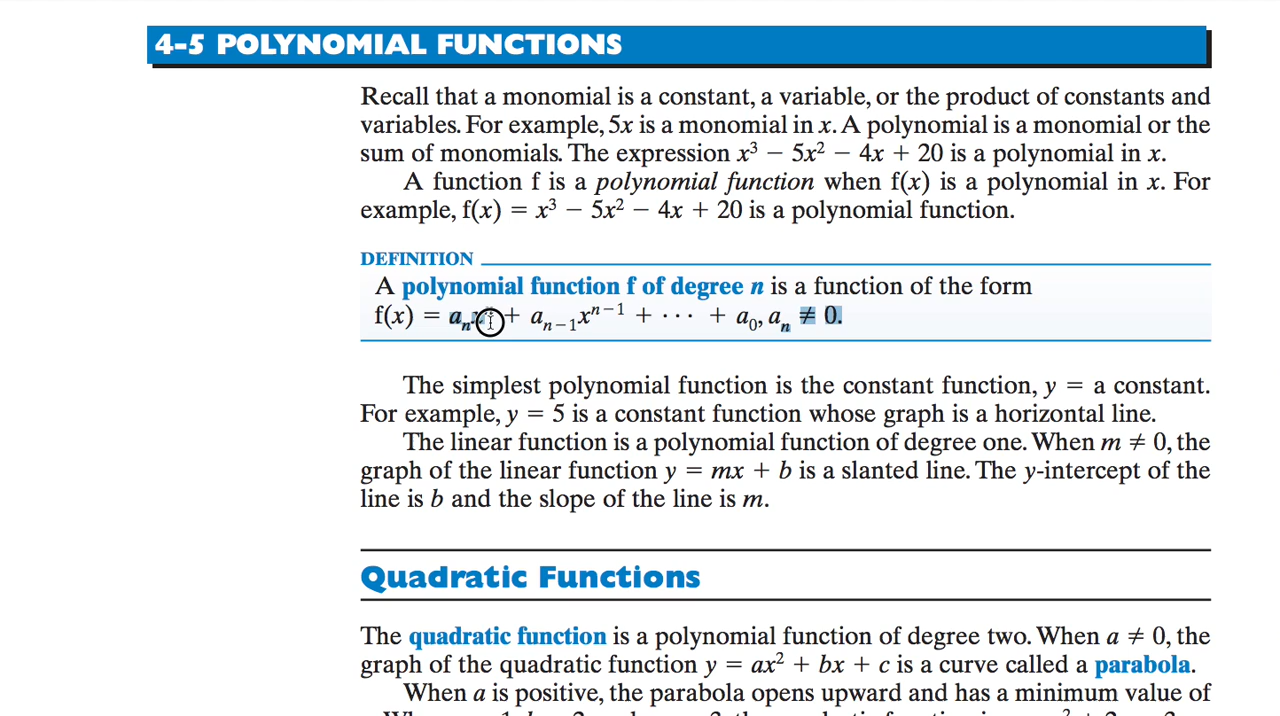 4-5 POLYNOMIAL FUNCTIONS
Recall that a monomial is a constant, a variable, or the product of constants and
variables. For example, 5x is a monomial in x. A polynomial is a monomial or the
sum of monomials. The expression x³ − 5x² − 4x + 20 is a polynomial in x.
A function f is a polynomial function when f(x) is a polynomial in x. For
example, f(x) = x³ − 5x² − 4x + 20 is a polynomial function.
DEFINITION
A polynomial function f of degree n is a function of the form
f(x) = aₙx + aₙ₋₁xⁿ⁻¹ + ⋯ + a₀, aₙ ≠ 0.
The simplest polynomial function is the constant function, y = a constant.
For example, y = 5 is a constant function whose graph is a horizontal line.
The linear function is a polynomial function of degree one. When m ≠ 0, the
graph of the linear function y = mx + b is a slanted line. The y-intercept of the
line is b and the slope of the line is m.
Quadratic Functions
The quadratic function is a polynomial function of degree two. When a ≠ 0, the
graph of the quadratic function y = ax² + bx + c is a curve called a parabola.
When a is positive, the parabola opens upward and has a minimum value of